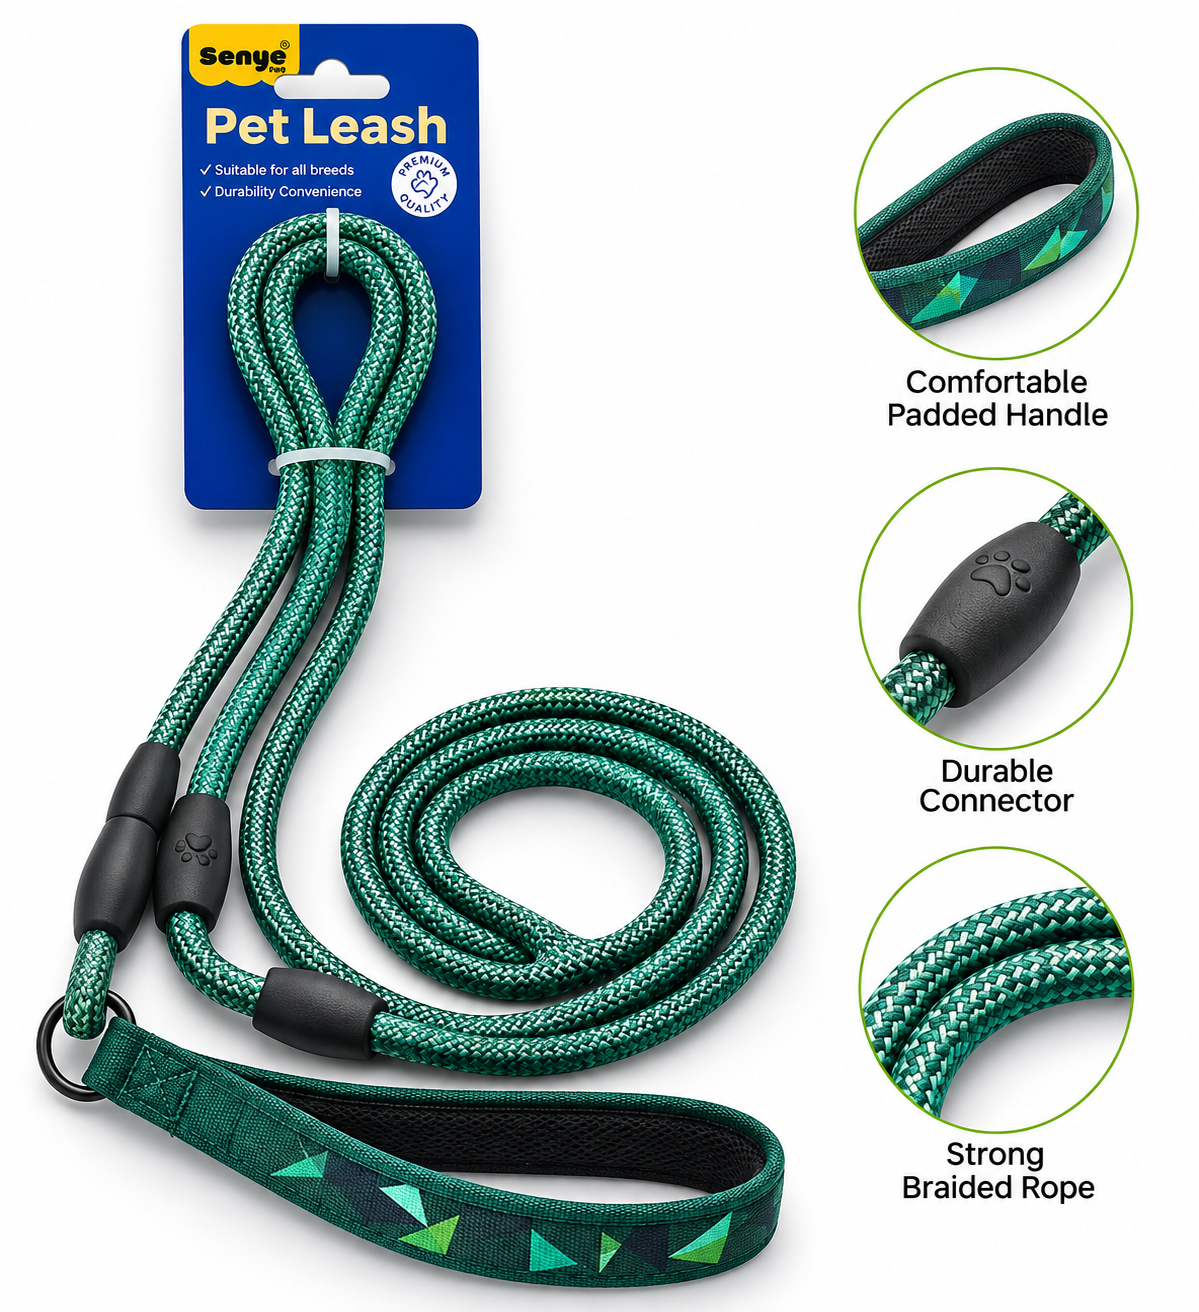 Senye®
Pet Leash
✓ Suitable for all breeds
✓ Durability Convenience
PREMIUM
QUALITY
Comfortable
Padded Handle
Durable
Connector
Strong
Braided Rope